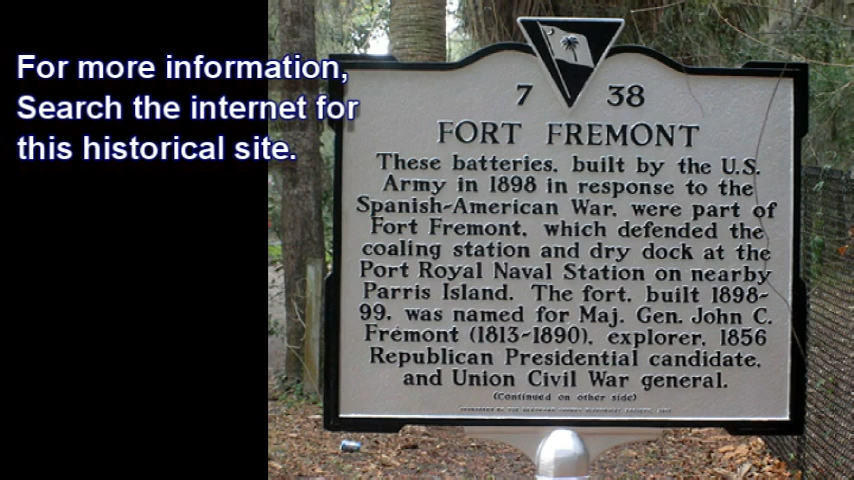 For more information,
Search the internet for
this historical site.
7 38
FORT FREMONT
These batteries, built by the U.S.
Army in 1898 in response to the
Spanish-American War, were part of
Fort Fremont, which defended the
coaling station and dry dock at the
Port Royal Naval Station on nearby
Parris Island. The fort, built 1898-
99, was named for Maj. Gen. John C.
Frémont (1813-1890), explorer, 1856
Republican Presidential candidate,
and Union Civil War general.
(Continued on other side)